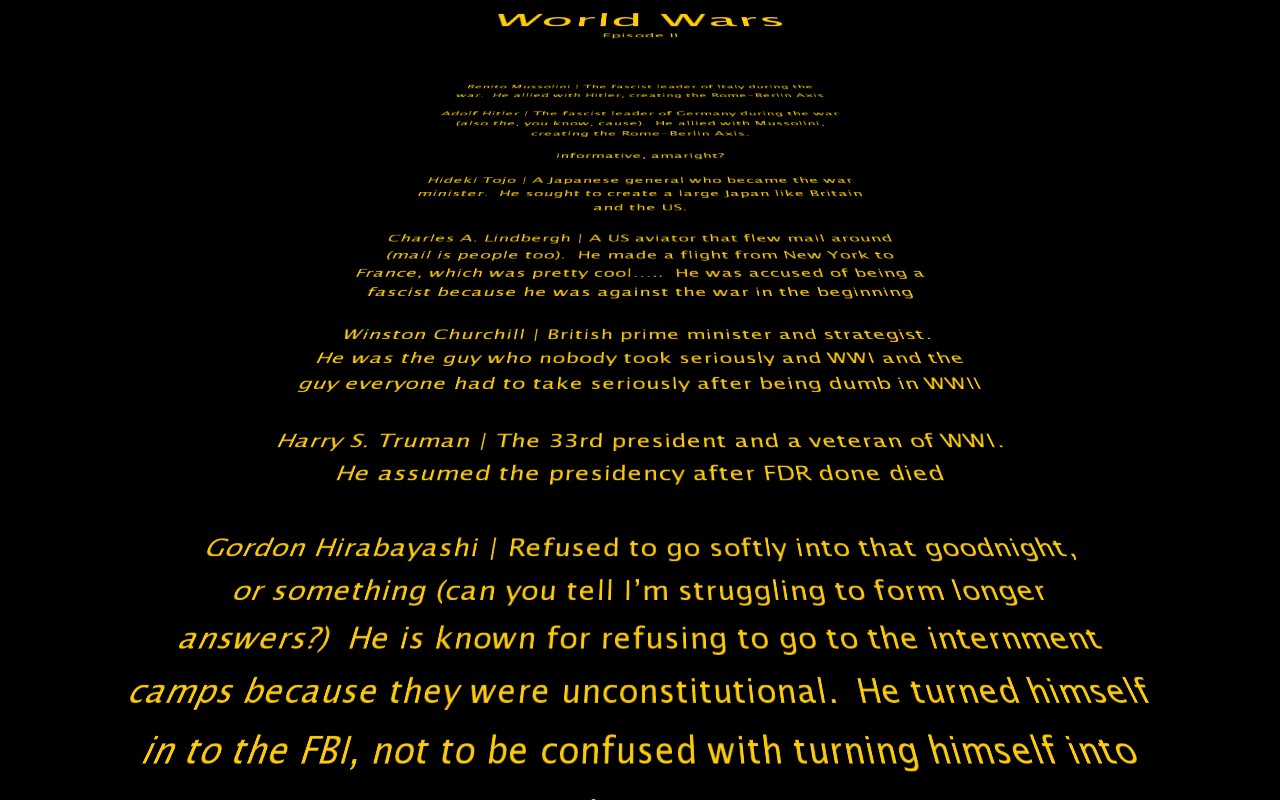 World Wars
Episode II
Benito Mussolini | The fascist leader of Italy during the
war.  He allied with Hitler, creating the Rome-Berlin Axis
Adolf Hitler | The fascist leader of Germany during the war
(also the, you know, cause).  He allied with Mussolini,
creating the Rome-Berlin Axis.
informative, amaright?
Hideki Tojo | A Japanese general who became the war
minister.  He sought to create a large Japan like Britain
and the US.
Charles A. Lindbergh | A US aviator that flew mail around
(mail is people too).  He made a flight from New York to
France, which was pretty cool.....  He was accused of being a
fascist because he was against the war in the beginning
Winston Churchill | British prime minister and strategist.
He was the guy who nobody took seriously and WWI and the
guy everyone had to take seriously after being dumb in WWII
Harry S. Truman | The 33rd president and a veteran of WWI.
He assumed the presidency after FDR done died
Gordon Hirabayashi | Refused to go softly into that goodnight,
or something (can you tell I’m struggling to form longer
answers?)  He is known for refusing to go to the internment
camps because they were unconstitutional.  He turned himself
in to the FBI, not to be confused with turning himself into